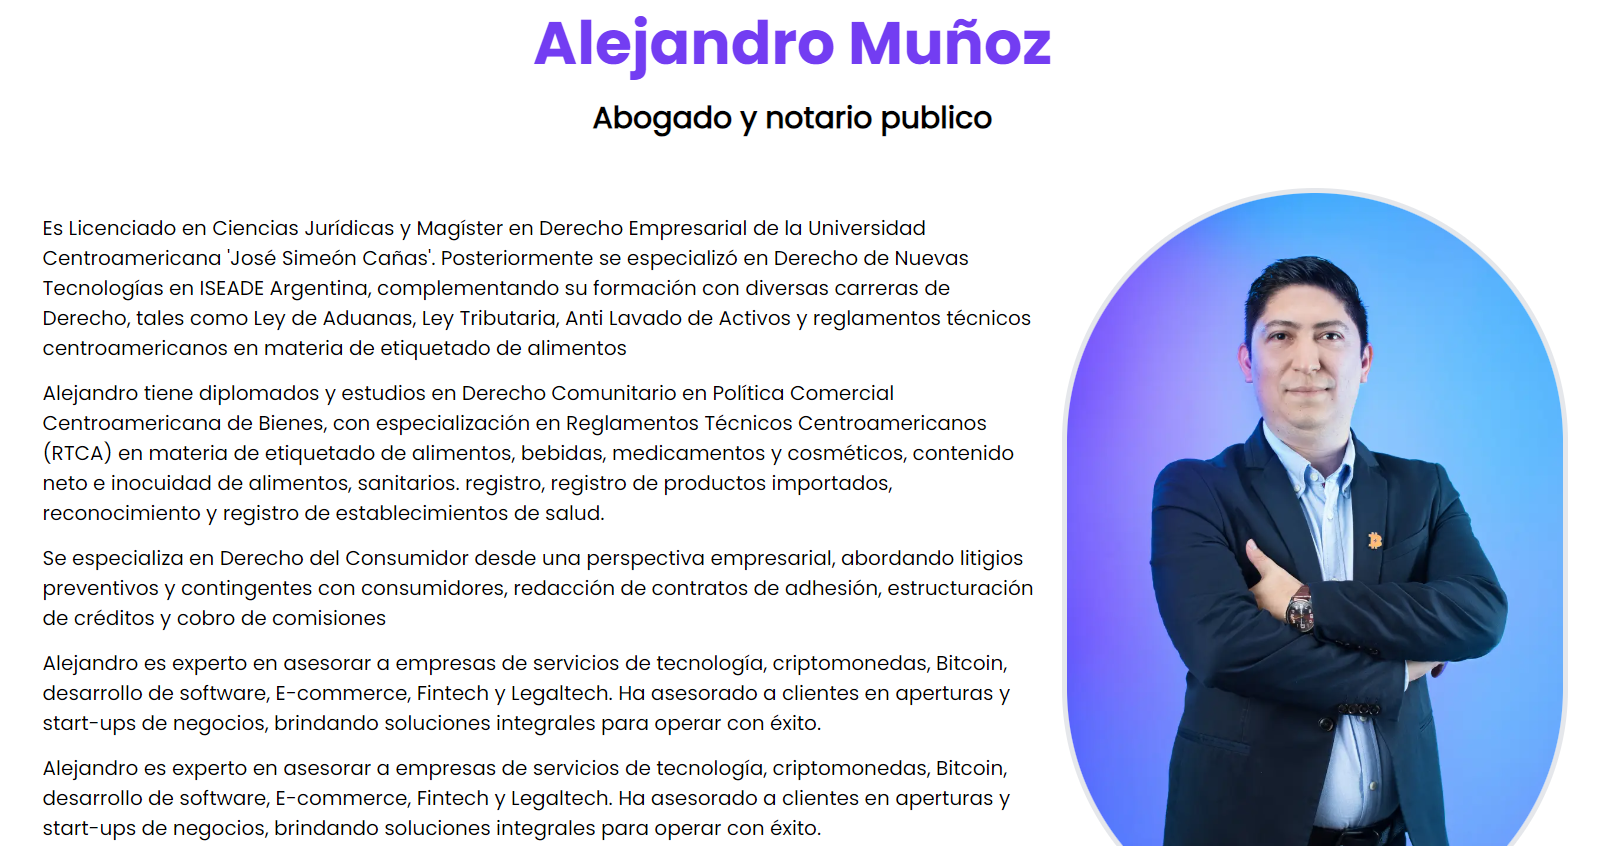 Alejandro Muñoz
Abogado y notario publico
Es Licenciado en Ciencias Jurídicas y Magíster en Derecho Empresarial de la Universidad
Centroamericana 'José Simeón Cañas'. Posteriormente se especializó en Derecho de Nuevas
Tecnologías en ISEADE Argentina, complementando su formación con diversas carreras de
Derecho, tales como Ley de Aduanas, Ley Tributaria, Anti Lavado de Activos y reglamentos técnicos
centroamericanos en materia de etiquetado de alimentos
Alejandro tiene diplomados y estudios en Derecho Comunitario en Política Comercial
Centroamericana de Bienes, con especialización en Reglamentos Técnicos Centroamericanos
(RTCA) en materia de etiquetado de alimentos, bebidas, medicamentos y cosméticos, contenido
neto e inocuidad de alimentos, sanitarios. registro, registro de productos importados,
reconocimiento y registro de establecimientos de salud.
Se especializa en Derecho del Consumidor desde una perspectiva empresarial, abordando litigios
preventivos y contingentes con consumidores, redacción de contratos de adhesión, estructuración
de créditos y cobro de comisiones
Alejandro es experto en asesorar a empresas de servicios de tecnología, criptomonedas, Bitcoin,
desarrollo de software, E-commerce, Fintech y Legaltech. Ha asesorado a clientes en aperturas y
start-ups de negocios, brindando soluciones integrales para operar con éxito.
Alejandro es experto en asesorar a empresas de servicios de tecnología, criptomonedas, Bitcoin,
desarrollo de software, E-commerce, Fintech y Legaltech. Ha asesorado a clientes en aperturas y
start-ups de negocios, brindando soluciones integrales para operar con éxito.